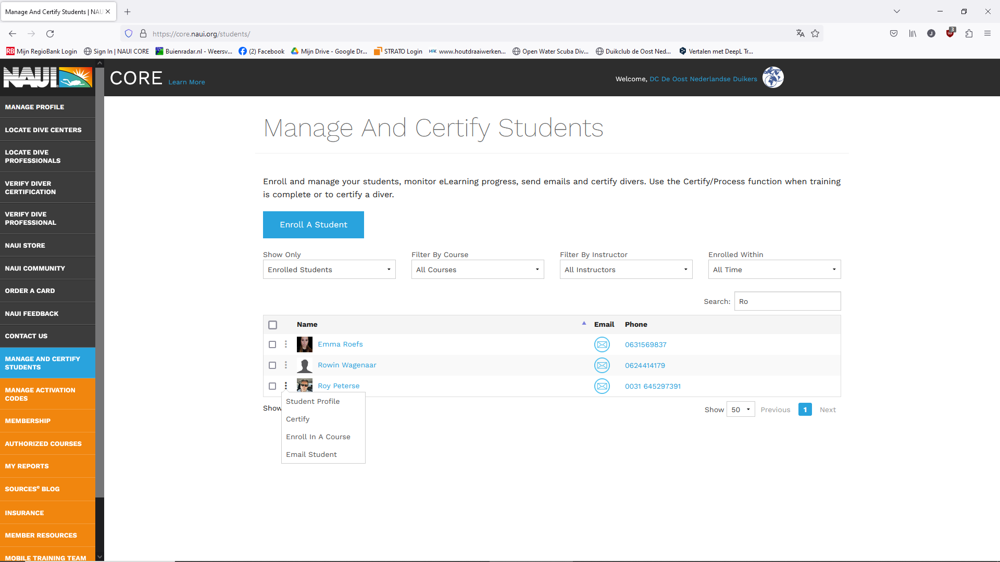 Manage And Certify Students | NAU
https://core.naui.org/students/
3
Mijn RegioBank Login
Sign In | NAUI CORE
Buienradar.nl - Weersv...
(2) Facebook
Mijn Drive - Google Dr...
STRATO Login
www.houtdraaiwerken...
Open Water Scuba Div...
Duikclub de Oost Ned...
Vertalen met DeepL Tr...
NAUI
CORE Learn More
Welcome, DC De Oost Nederlandse Duikers
MANAGE PROFILE
LOCATE DIVE CENTERS
LOCATE DIVE
PROFESSIONALS
VERIFY DIVER
CERTIFICATION
VERIFY DIVE
PROFESSIONAL
NAUI STORE
NAUI COMMUNITY
ORDER A CARD
NAUI FEEDBACK
CONTACT US
MANAGE AND CERTIFY
STUDENTS
MANAGE ACTIVATION
CODES
MEMBERSHIP
AUTHORIZED COURSES
MY REPORTS
SOURCES® BLOG
INSURANCE
MEMBER RESOURCES
MOBILE TRAINING TEAM
Manage And Certify Students
Enroll and manage your students, monitor eLearning progress, send emails and certify divers. Use the Certify/Process function when training
is complete or to certify a diver.
Enroll A Student
Show Only
Enrolled Students
Filter By Course
All Courses
Filter By Instructor
All Instructors
Enrolled Within
All Time
Search: Ro
Name Email Phone
Emma Roefs 0631569837
Rowin Wagenaar 0624414179
Roy Peterse 0031 645297391
Student Profile
Certify
Enroll In A Course
Email Student
Show
Show 50 Previous 1 Next